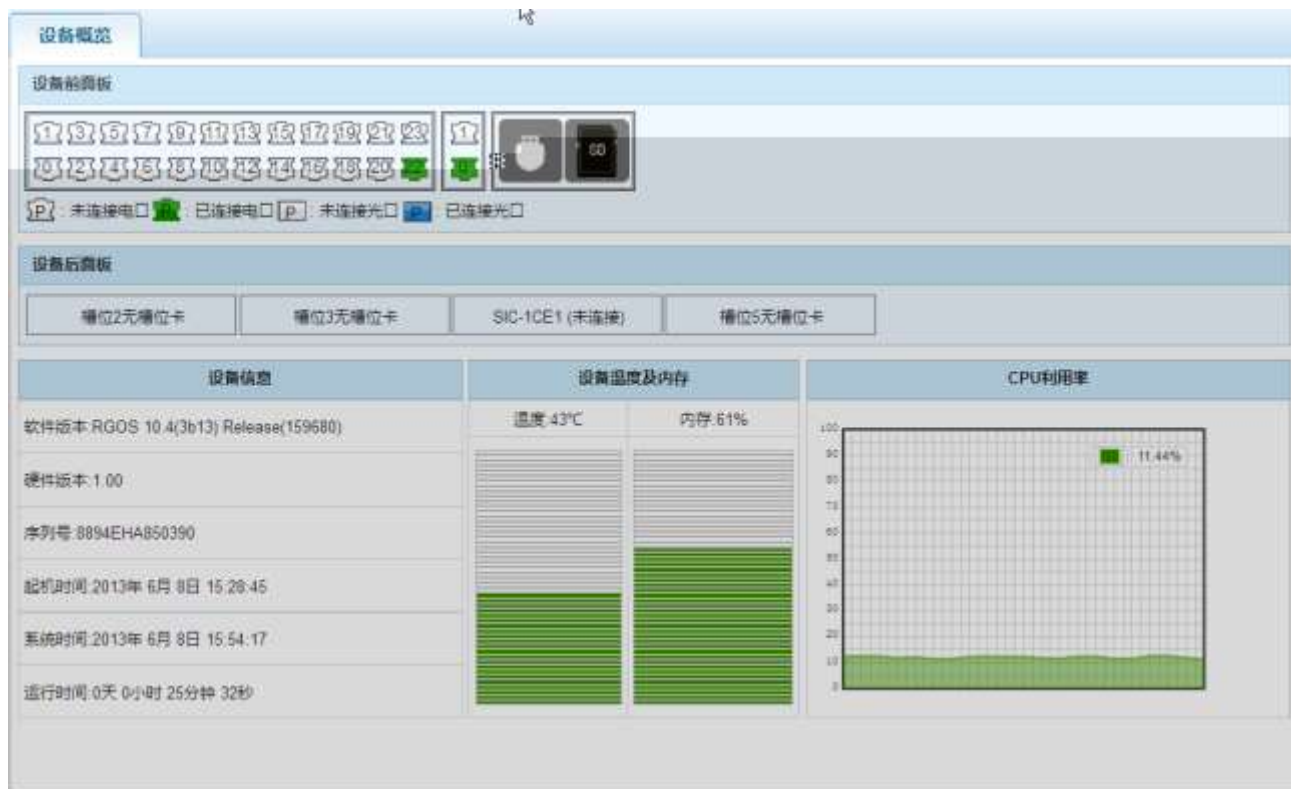 设备概览
设备前面板
1 3 5 7 9 11 13 15 17 19 21 23 1
0 2 4 6 8 10 12 14 16 18 20 22 0 SD
P : 未连接电口 P : 已连接电口 P : 未连接光口 P : 已连接光口
设备后面板
槽位2无槽位卡 槽位3无槽位卡 SIC-1CE1 (未连接) 槽位5无槽位卡
设备信息 设备温度及内存 CPU利用率
软件版本:RGOS 10.4(3b13) Release(159680) 温度:43℃ 内存:61%
100
90 11.44%
硬件版本:1.00
80
70
序列号:8894EHA850390
60
50
起机时间:2013年 6月 8日 15:28:45
40
30
系统时间:2013年 6月 8日 15:54:17
20
10
运行时间:0天 0小时 25分钟 32秒
0